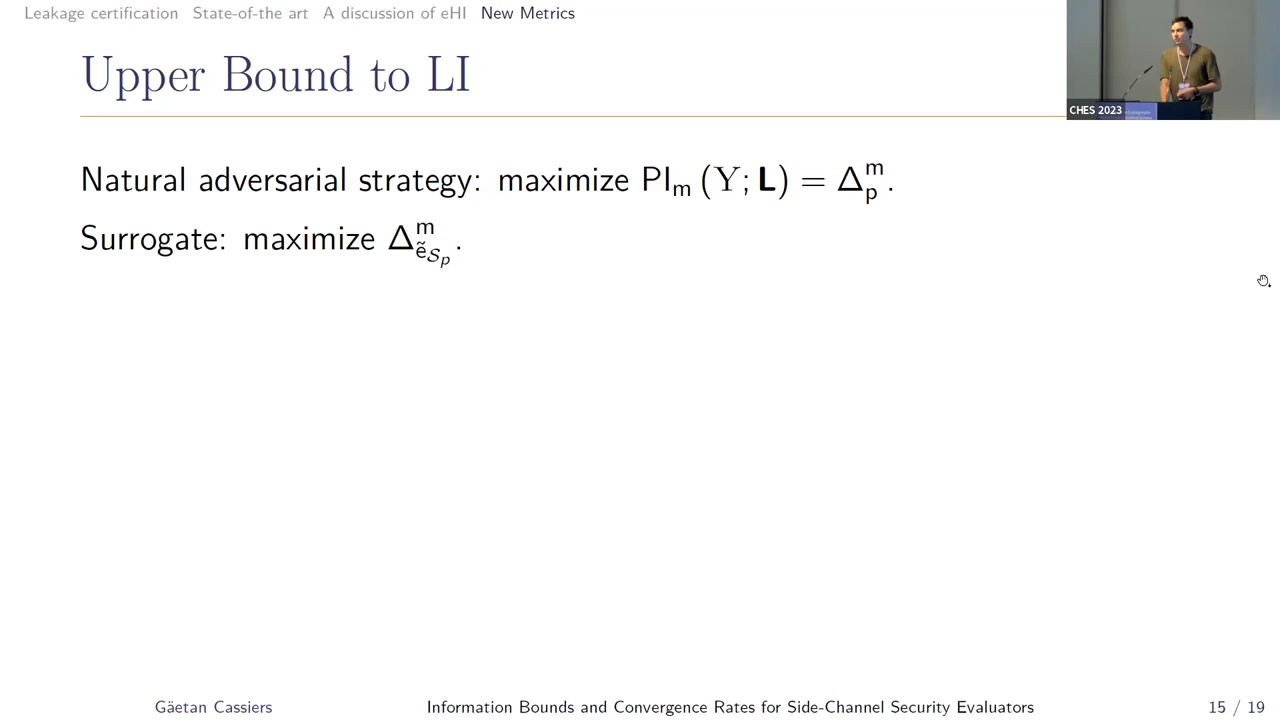 Leakage certification State-of-the art A discussion of eHI New Metrics
Upper Bound to LI
CHES 2023
Natural adversarial strategy: maximize PI_m (Y; L) = Δ_p^m.
Surrogate: maximize Δ_{ẽ_{S_p}}^m.
Gäetan Cassiers Information Bounds and Convergence Rates for Side-Channel Security Evaluators 15 / 19